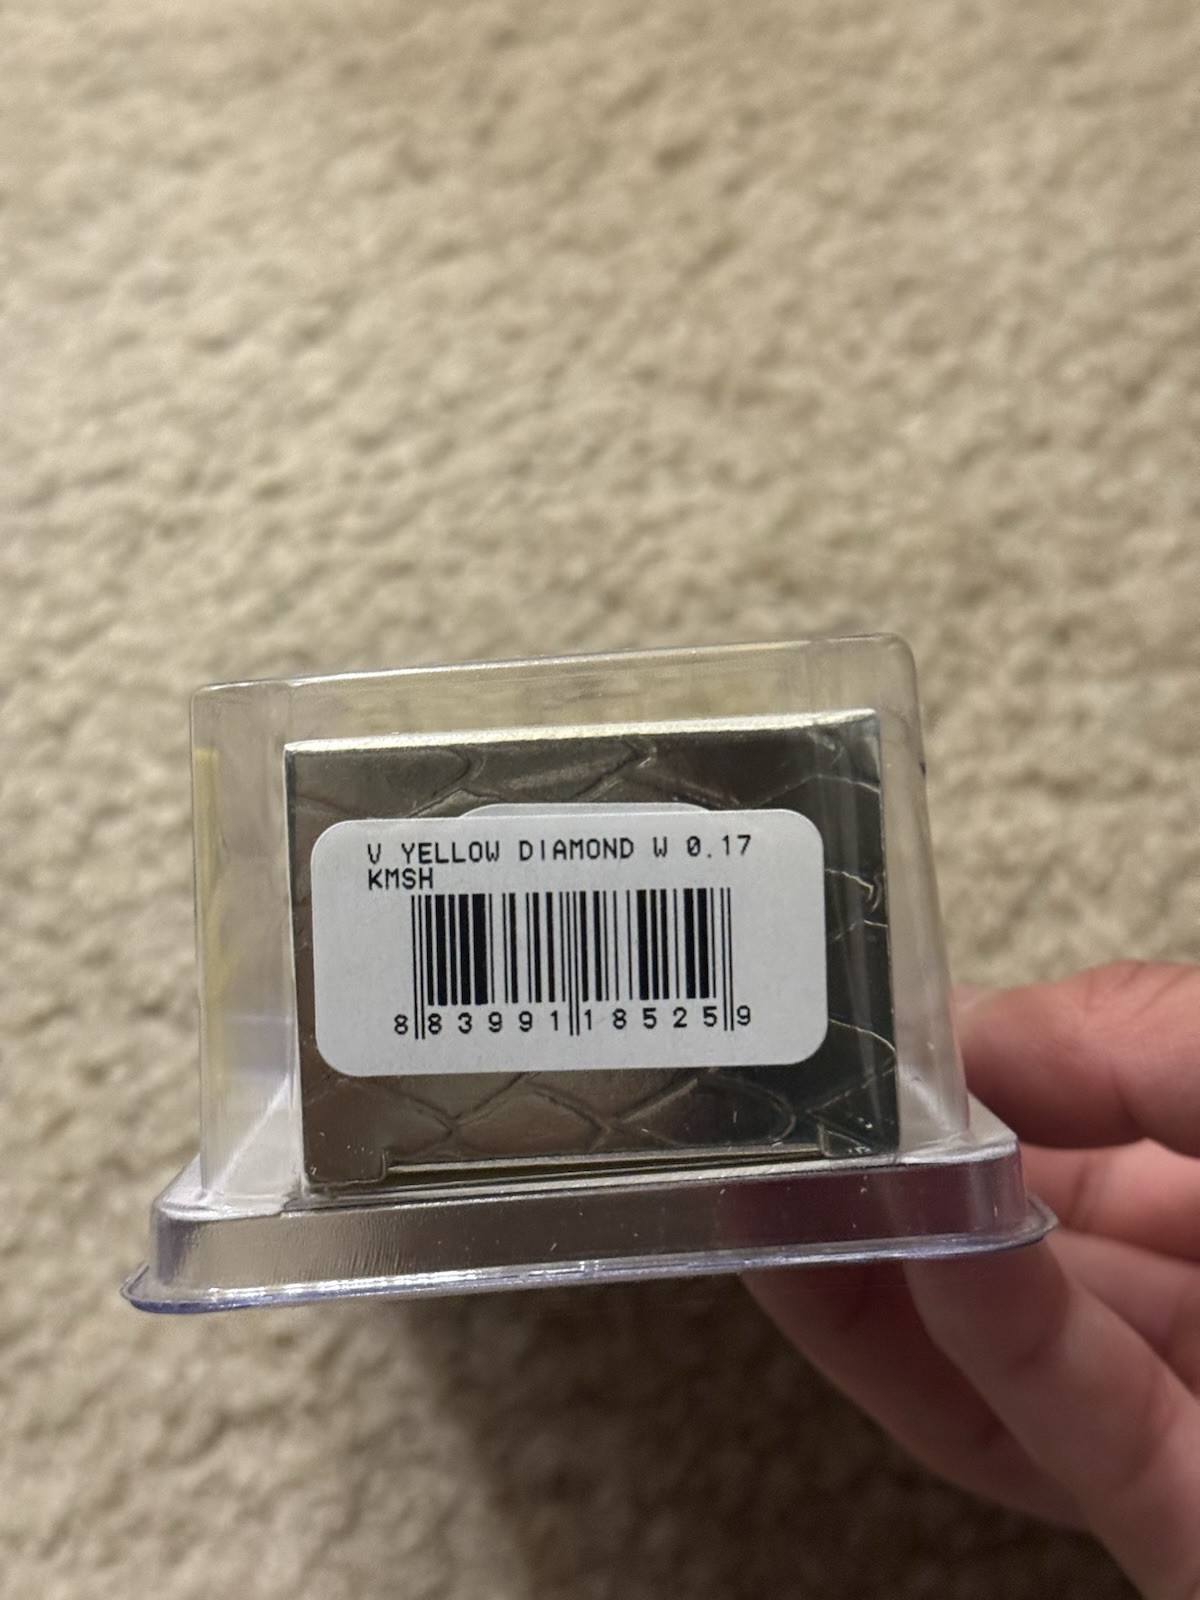 V YELLOW DIAMOND W 0.17
KMSH
8 83991 18525 9